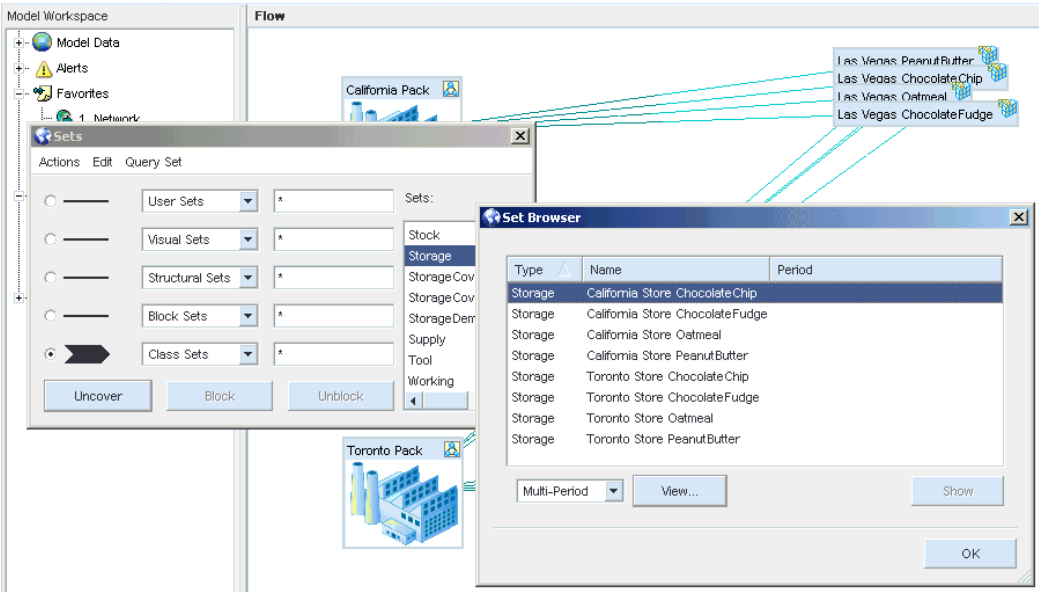 Model Workspace
Flow
Model Data
Alerts
Favorites
1. Network
California Pack
Las Vegas PeanutButter
Las Vegas ChocolateChip
Las Vegas Oatmeal
Las Vegas ChocolateFudge
Sets
Actions Edit Query Set
User Sets *
Visual Sets *
Structural Sets *
Block Sets *
Class Sets *
Uncover Block Unblock
Sets:
Stock
Storage
StorageCov
StorageCov
StorageDem
Supply
Tool
Working
Toronto Pack
Set Browser
Type Name Period
Storage California Store ChocolateChip
Storage California Store ChocolateFudge
Storage California Store Oatmeal
Storage California Store PeanutButter
Storage Toronto Store ChocolateChip
Storage Toronto Store ChocolateFudge
Storage Toronto Store Oatmeal
Storage Toronto Store PeanutButter
Multi-Period View... Show
OK